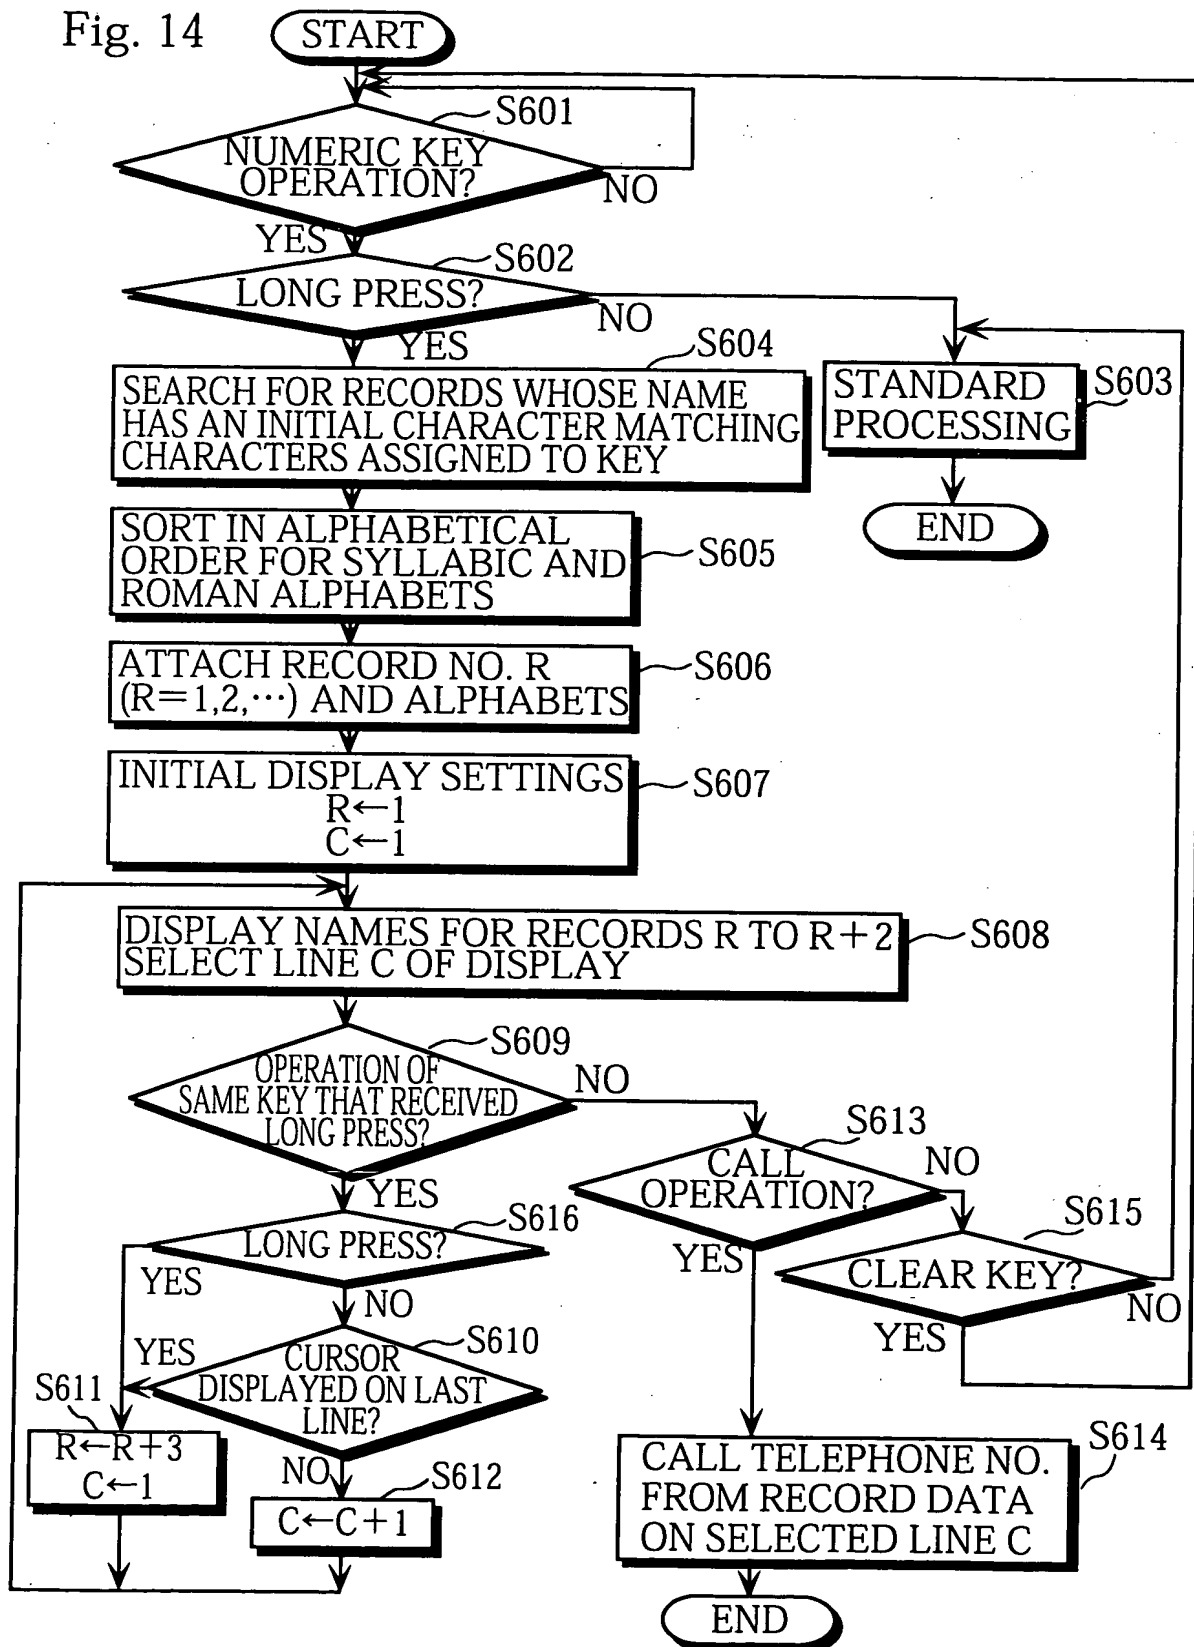 Fig. 14
START
S601
NUMERIC KEY
OPERATION?
NO
YES
S602
LONG PRESS?
NO
YES
S604
SEARCH FOR RECORDS WHOSE NAME
HAS AN INITIAL CHARACTER MATCHING
CHARACTERS ASSIGNED TO KEY
STANDARD
PROCESSING
S603
END
SORT IN ALPHABETICAL
ORDER FOR SYLLABIC AND
ROMAN ALPHABETS
S605
ATTACH RECORD NO. R
(R=1,2,⋯) AND ALPHABETS
S606
INITIAL DISPLAY SETTINGS
R←1
C←1
S607
DISPLAY NAMES FOR RECORDS R TO R+2
SELECT LINE C OF DISPLAY
S608
S609
OPERATION OF
SAME KEY THAT RECEIVED
LONG PRESS?
NO
YES
S613
CALL
OPERATION?
NO
YES
S616
LONG PRESS?
YES
NO
S615
CLEAR KEY?
NO
YES
S610
CURSOR
DISPLAYED ON LAST
LINE?
YES
NO
S611
R←R+3
C←1
S612
C←C+1
S614
CALL TELEPHONE NO.
FROM RECORD DATA
ON SELECTED LINE C
END